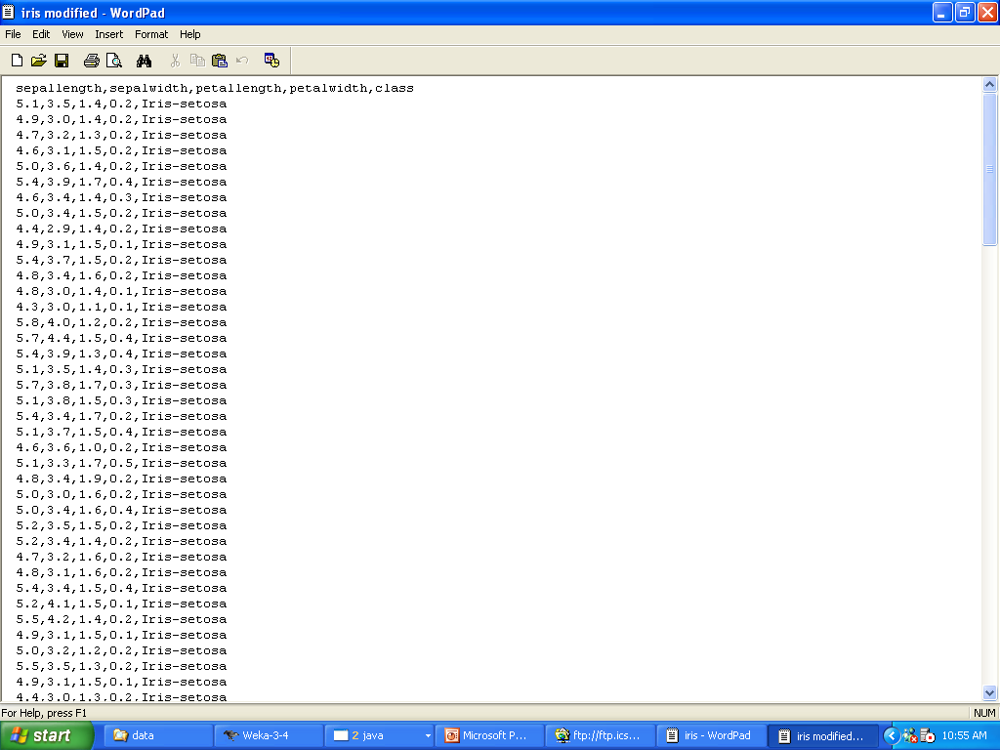 iris modified - WordPad
File Edit View Insert Format Help
sepallength,sepalwidth,petallength,petalwidth,class
5.1,3.5,1.4,0.2,Iris-setosa
4.9,3.0,1.4,0.2,Iris-setosa
4.7,3.2,1.3,0.2,Iris-setosa
4.6,3.1,1.5,0.2,Iris-setosa
5.0,3.6,1.4,0.2,Iris-setosa
5.4,3.9,1.7,0.4,Iris-setosa
4.6,3.4,1.4,0.3,Iris-setosa
5.0,3.4,1.5,0.2,Iris-setosa
4.4,2.9,1.4,0.2,Iris-setosa
4.9,3.1,1.5,0.1,Iris-setosa
5.4,3.7,1.5,0.2,Iris-setosa
4.8,3.4,1.6,0.2,Iris-setosa
4.8,3.0,1.4,0.1,Iris-setosa
4.3,3.0,1.1,0.1,Iris-setosa
5.8,4.0,1.2,0.2,Iris-setosa
5.7,4.4,1.5,0.4,Iris-setosa
5.4,3.9,1.3,0.4,Iris-setosa
5.1,3.5,1.4,0.3,Iris-setosa
5.7,3.8,1.7,0.3,Iris-setosa
5.1,3.8,1.5,0.3,Iris-setosa
5.4,3.4,1.7,0.2,Iris-setosa
5.1,3.7,1.5,0.4,Iris-setosa
4.6,3.6,1.0,0.2,Iris-setosa
5.1,3.3,1.7,0.5,Iris-setosa
4.8,3.4,1.9,0.2,Iris-setosa
5.0,3.0,1.6,0.2,Iris-setosa
5.0,3.4,1.6,0.4,Iris-setosa
5.2,3.5,1.5,0.2,Iris-setosa
5.2,3.4,1.4,0.2,Iris-setosa
4.7,3.2,1.6,0.2,Iris-setosa
4.8,3.1,1.6,0.2,Iris-setosa
5.4,3.4,1.5,0.4,Iris-setosa
5.2,4.1,1.5,0.1,Iris-setosa
5.5,4.2,1.4,0.2,Iris-setosa
4.9,3.1,1.5,0.1,Iris-setosa
5.0,3.2,1.2,0.2,Iris-setosa
5.5,3.5,1.3,0.2,Iris-setosa
4.9,3.1,1.5,0.1,Iris-setosa
4.4,3.0,1.3,0.2,Iris-setosa
For Help, press F1 NUM
start data Weka-3-4 2 java Microsoft P... ftp://ftp.ics... iris - WordPad iris modified... 10:55 AM